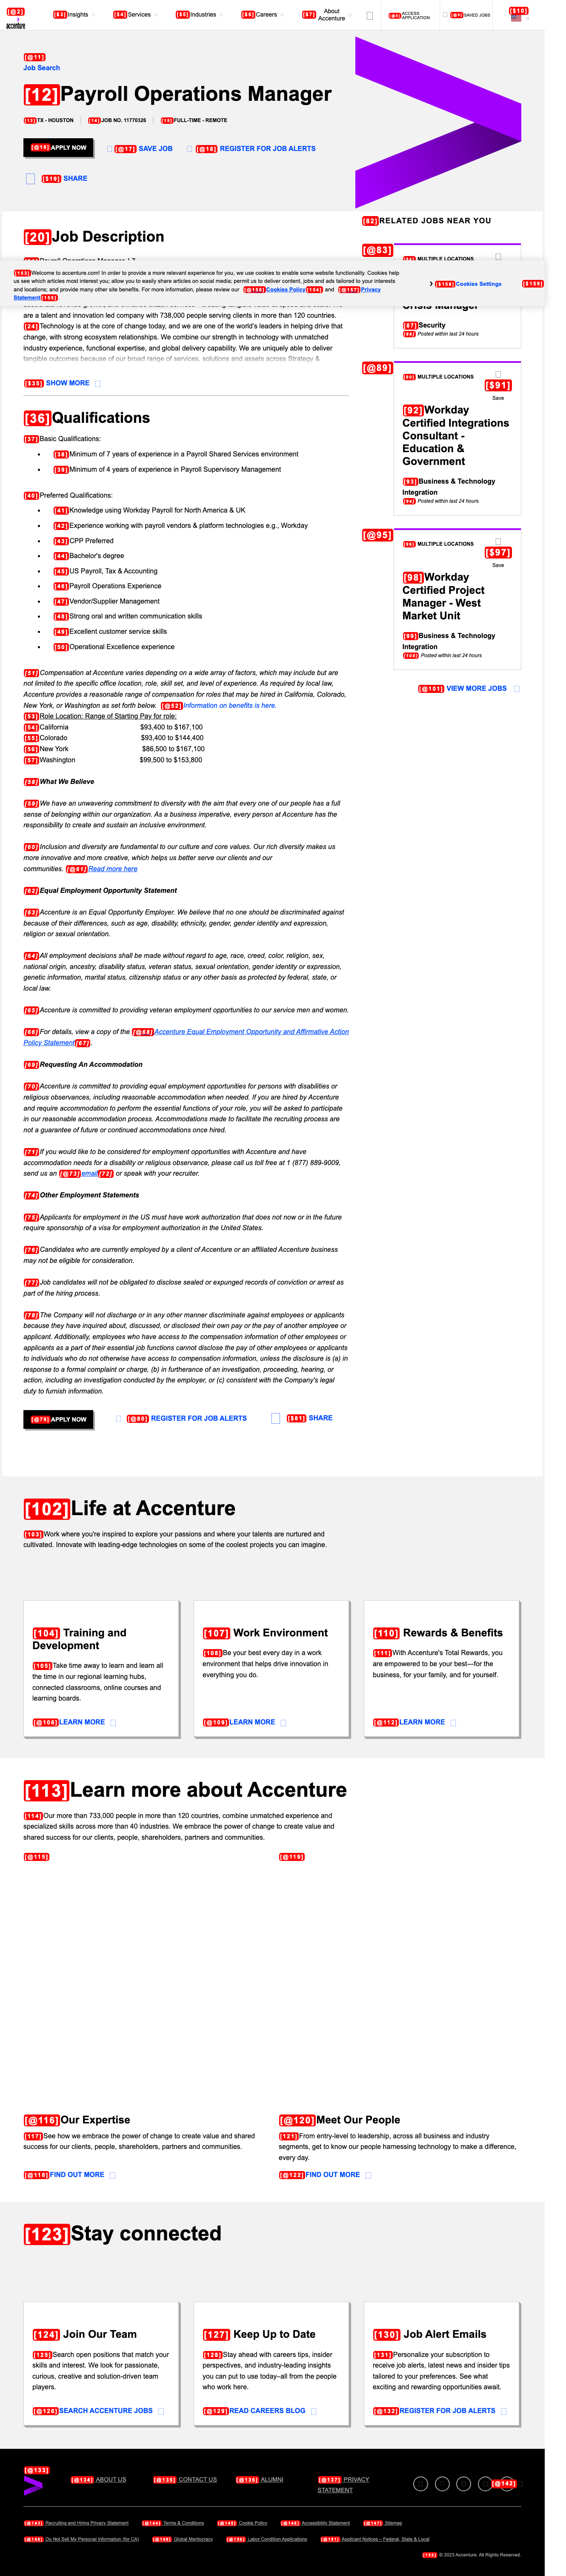 [@2]
accenture
[$3] Insights
[$4] Services
[$5] Industries
[$6] Careers
[$7] About Accenture
[@8] ACCESS APPLICATION
[@9] SAVED JOBS
[$10]
[@11]
Job Search
[12]Payroll Operations Manager
[13]TX - HOUSTON
[14]JOB NO. 11770326
[15]FULL-TIME - REMOTE
[@16] APPLY NOW
[@17] SAVE JOB
[@18] REGISTER FOR JOB ALERTS
[$19] SHARE
[20]Job Description
[153]Welcome to accenture.com! In order to provide a more relevant experience for you, we use cookies to enable some website functionality. Cookies help
us see which articles most interest you; allow you to easily share articles on social media; permit us to deliver content, jobs and ads tailored to your interests
and locations; and provide many other site benefits. For more information, please review our [@156]Cookies Policy[154] and [@157]Privacy
Statement[155].
[$158]Cookies Settings
[$159]
are a talent and innovation led company with 738,000 people serving clients in more than 120 countries.
[24]Technology is at the core of change today, and we are one of the world's leaders in helping drive that
change, with strong ecosystem relationships. We combine our strength in technology with unmatched
industry experience, functional expertise, and global delivery capability. We are uniquely able to deliver
tangible outcomes because of our broad range of services, solutions and assets across Strategy &
[$35] SHOW MORE
[36]Qualifications
[37]Basic Qualifications:
[38]Minimum of 7 years of experience in a Payroll Shared Services environment
[39]Minimum of 4 years of experience in Payroll Supervisory Management
[40]Preferred Qualifications:
[41]Knowledge using Workday Payroll for North America & UK
[42]Experience working with payroll vendors & platform technologies e.g., Workday
[43]CPP Preferred
[44]Bachelor's degree
[45]US Payroll, Tax & Accounting
[46]Payroll Operations Experience
[47]Vendor/Supplier Management
[48]Strong oral and written communication skills
[49]Excellent customer service skills
[50]Operational Excellence experience
[51]Compensation at Accenture varies depending on a wide array of factors, which may include but are
not limited to the specific office location, role, skill set, and level of experience. As required by local law,
Accenture provides a reasonable range of compensation for roles that may be hired in California, Colorado,
New York, or Washington as set forth below. [@52]Information on benefits is here.
[53]Role Location: Range of Starting Pay for role:
[54]California $93,400 to $167,100
[55]Colorado $93,400 to $144,400
[56]New York $86,500 to $167,100
[57]Washington $99,500 to $153,800
[58]What We Believe
[59]We have an unwavering commitment to diversity with the aim that every one of our people has a full
sense of belonging within our organization. As a business imperative, every person at Accenture has the
responsibility to create and sustain an inclusive environment.
[60]Inclusion and diversity are fundamental to our culture and core values. Our rich diversity makes us
more innovative and more creative, which helps us better serve our clients and our
communities. [@61]Read more here
[62]Equal Employment Opportunity Statement
[63]Accenture is an Equal Opportunity Employer. We believe that no one should be discriminated against
because of their differences, such as age, disability, ethnicity, gender, gender identity and expression,
religion or sexual orientation.
[64]All employment decisions shall be made without regard to age, race, creed, color, religion, sex,
national origin, ancestry, disability status, veteran status, sexual orientation, gender identity or expression,
genetic information, marital status, citizenship status or any other basis as protected by federal, state, or
local law.
[65]Accenture is committed to providing veteran employment opportunities to our service men and women.
[66]For details, view a copy of the [@68]Accenture Equal Employment Opportunity and Affirmative Action
Policy Statement[67].
[69]Requesting An Accommodation
[70]Accenture is committed to providing equal employment opportunities for persons with disabilities or
religious observances, including reasonable accommodation when needed. If you are hired by Accenture
and require accommodation to perform the essential functions of your role, you will be asked to participate
in our reasonable accommodation process. Accommodations made to facilitate the recruiting process are
not a guarantee of future or continued accommodations once hired.
[71]If you would like to be considered for employment opportunities with Accenture and have
accommodation needs for a disability or religious observance, please call us toll free at 1 (877) 889-9009,
send us an [@73]email[72] or speak with your recruiter.
[74]Other Employment Statements
[75]Applicants for employment in the US must have work authorization that does not now or in the future
require sponsorship of a visa for employment authorization in the United States.
[76]Candidates who are currently employed by a client of Accenture or an affiliated Accenture business
may not be eligible for consideration.
[77]Job candidates will not be obligated to disclose sealed or expunged records of conviction or arrest as
part of the hiring process.
[78]The Company will not discharge or in any other manner discriminate against employees or applicants
because they have inquired about, discussed, or disclosed their own pay or the pay of another employee or
applicant. Additionally, employees who have access to the compensation information of other employees or
applicants as a part of their essential job functions cannot disclose the pay of other employees or applicants
to individuals who do not otherwise have access to compensation information, unless the disclosure is (a) in
response to a formal complaint or charge, (b) in furtherance of an investigation, proceeding, hearing, or
action, including an investigation conducted by the employer, or (c) consistent with the Company's legal
duty to furnish information.
[@79]APPLY NOW
[@80] REGISTER FOR JOB ALERTS
[$81] SHARE
[82]RELATED JOBS NEAR YOU
[@83]
MULTIPLE LOCATIONS
Crisis Manager
[87]Security
[88] Posted within last 24 hours
[@89]
[90] MULTIPLE LOCATIONS
[$91]
Save
[92]Workday
Certified Integrations
Consultant -
Education &
Government
[93]Business & Technology
Integration
[94] Posted within last 24 hours
[@95]
[96] MULTIPLE LOCATIONS
[$97]
Save
[98]Workday
Certified Project
Manager - West
Market Unit
[99]Business & Technology
Integration
[100] Posted within last 24 hours
[@101] VIEW MORE JOBS
[102]Life at Accenture
[103]Work where you're inspired to explore your passions and where your talents are nurtured and
cultivated. Innovate with leading-edge technologies on some of the coolest projects you can imagine.
[104] Training and
Development
[105]Take time away to learn and learn all
the time in our regional learning hubs,
connected classrooms, online courses and
learning boards.
[@106]LEARN MORE
[107] Work Environment
[108]Be your best every day in a work
environment that helps drive innovation in
everything you do.
[@109]LEARN MORE
[110] Rewards & Benefits
[111]With Accenture's Total Rewards, you
are empowered to be your best—for the
business, for your family, and for yourself.
[@112]LEARN MORE
[113]Learn more about Accenture
[114]Our more than 733,000 people in more than 120 countries, combine unmatched experience and
specialized skills across more than 40 industries. We embrace the power of change to create value and
shared success for our clients, people, shareholders, partners and communities.
[@115]
[@119]
[@116]Our Expertise
[117]See how we embrace the power of change to create value and shared
success for our clients, people, shareholders, partners and communities.
[@118]FIND OUT MORE
[@120]Meet Our People
[121]From entry-level to leadership, across all business and industry
segments, get to know our people harnessing technology to make a difference,
every day.
[@122]FIND OUT MORE
[123]Stay connected
[124] Join Our Team
[125]Search open positions that match your
skills and interest. We look for passionate,
curious, creative and solution-driven team
players.
[@126]SEARCH ACCENTURE JOBS
[127] Keep Up to Date
[128]Stay ahead with careers tips, insider
perspectives, and industry-leading insights
you can put to use today–all from the people
who work here.
[@129]READ CAREERS BLOG
[130] Job Alert Emails
[131]Personalize your subscription to
receive job alerts, latest news and insider tips
tailored to your preferences. See what
exciting and rewarding opportunities await.
[@132]REGISTER FOR JOB ALERTS
[@133]
[@134] ABOUT US
[@135] CONTACT US
[@136] ALUMNI
[@137] PRIVACY STATEMENT
[@142]
[@143] Recruiting and Hiring Privacy Statement
[@144] Terms & Conditions
[@145] Cookie Policy
[@146] Accessibility Statement
[@147] Sitemap
[@148] Do Not Sell My Personal Information (for CA)
[@149] Global Meritocracy
[@150] Labor Condition Applications
[@151] Applicant Notices – Federal, State & Local
[152] © 2023 Accenture. All Rights Reserved.